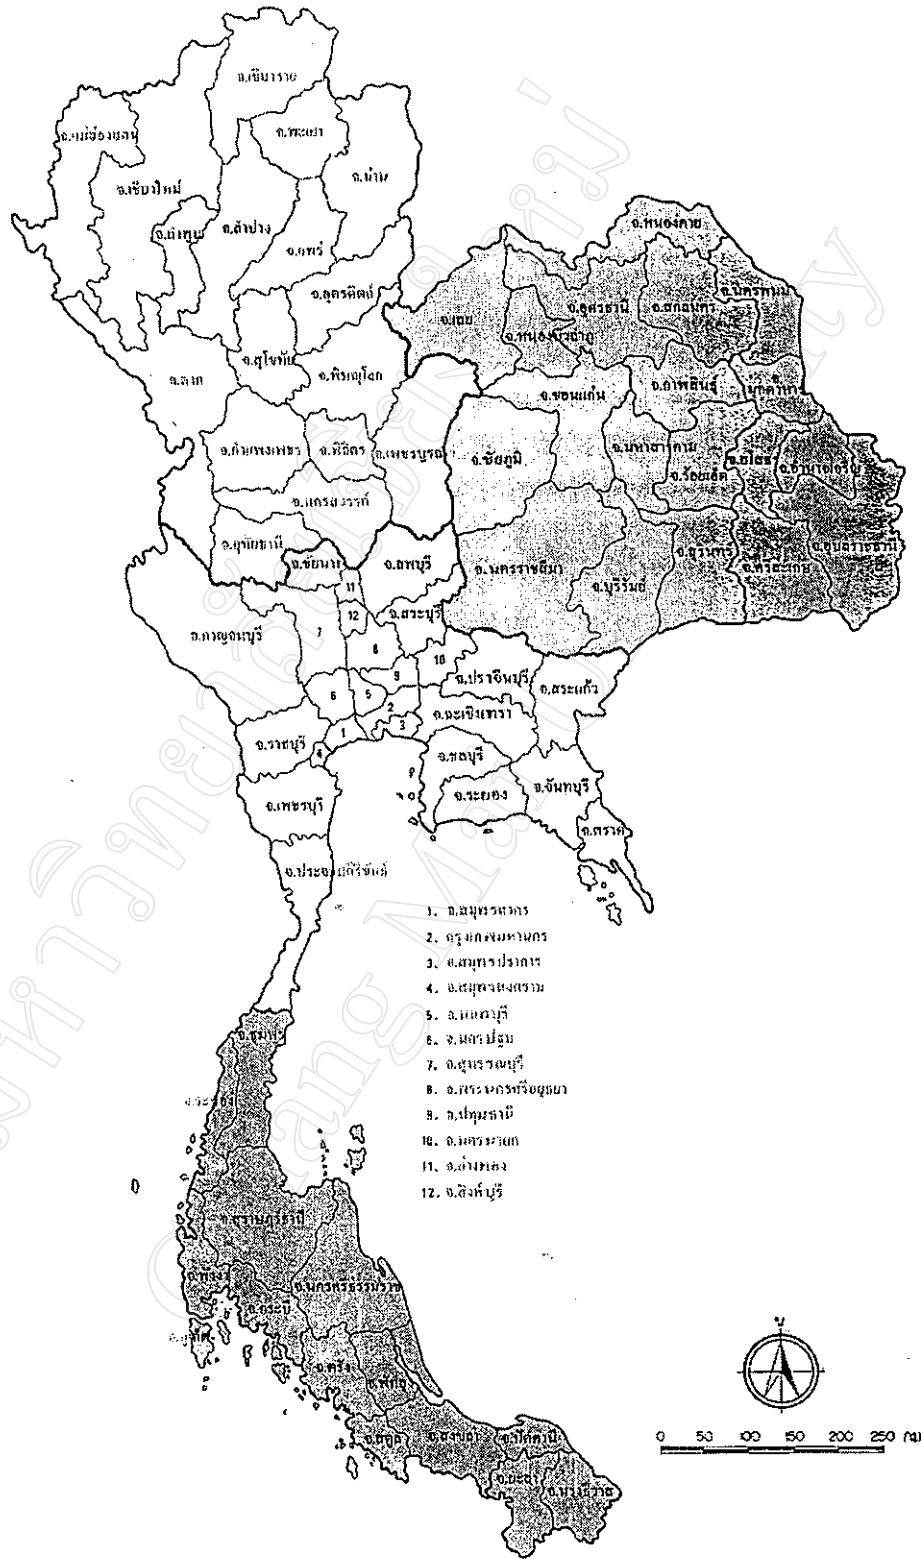 จ.เชียงราย
จ.แม่ฮ่องสอน
จ.พะเยา
จ.เชียงใหม่
จ.น่าน
จ.ลำพูน
จ.ลำปาง
จ.แพร่
จ.อุตรดิตถ์
จ.สุโขทัย
จ.ตาก
จ.พิษณุโลก
จ.กำแพงเพชร
จ.พิจิตร
จ.เพชรบูรณ์
จ.นครสวรรค์
จ.อุทัยธานี
จ.หนองคาย
จ.เลย
จ.อุดรธานี
จ.สกลนคร
จ.นครพนม
จ.หนองบัวลำภู
จ.ขอนแก่น
จ.กาฬสินธุ์
จ.มุกดาหาร
จ.ชัยภูมิ
จ.มหาสารคาม
จ.ร้อยเอ็ด
จ.ยโสธร
จ.อำนาจเจริญ
จ.นครราชสีมา
จ.บุรีรัมย์
จ.สุรินทร์
จ.ศรีสะเกษ
จ.อุบลราชธานี
จ.ชัยนาท
จ.ลพบุรี
จ.สระบุรี
จ.กาญจนบุรี
11
12
7
8
9
10
6
5
2
1
3
4
จ.ปราจีนบุรี
จ.สระแก้ว
จ.ฉะเชิงเทรา
จ.ราชบุรี
จ.ชลบุรี
จ.เพชรบุรี
จ.ระยอง
จ.จันทบุรี
จ.ตราด
จ.ประจวบคีรีขันธ์
1. จ.สมุทรสาคร
2. กรุงเทพมหานคร
3. จ.สมุทรปราการ
4. จ.สมุทรสงคราม
5. จ.นนทบุรี
6. จ.นครปฐม
7. จ.สุพรรณบุรี
8. จ.พระนครศรีอยุธยา
9. จ.ปทุมธานี
10. จ.นครนายก
11. จ.อ่างทอง
12. จ.สิงห์บุรี
จ.ชุมพร
จ.ระนอง
จ.สุราษฎร์ธานี
จ.พังงา
จ.นครศรีธรรมราช
จ.กระบี่
จ.ภูเก็ต
จ.ตรัง
จ.พัทลุง
จ.สตูล
จ.สงขลา
จ.ปัตตานี
จ.ยะลา
จ.นราธิวาส
น
0 50 100 150 200 250 กม